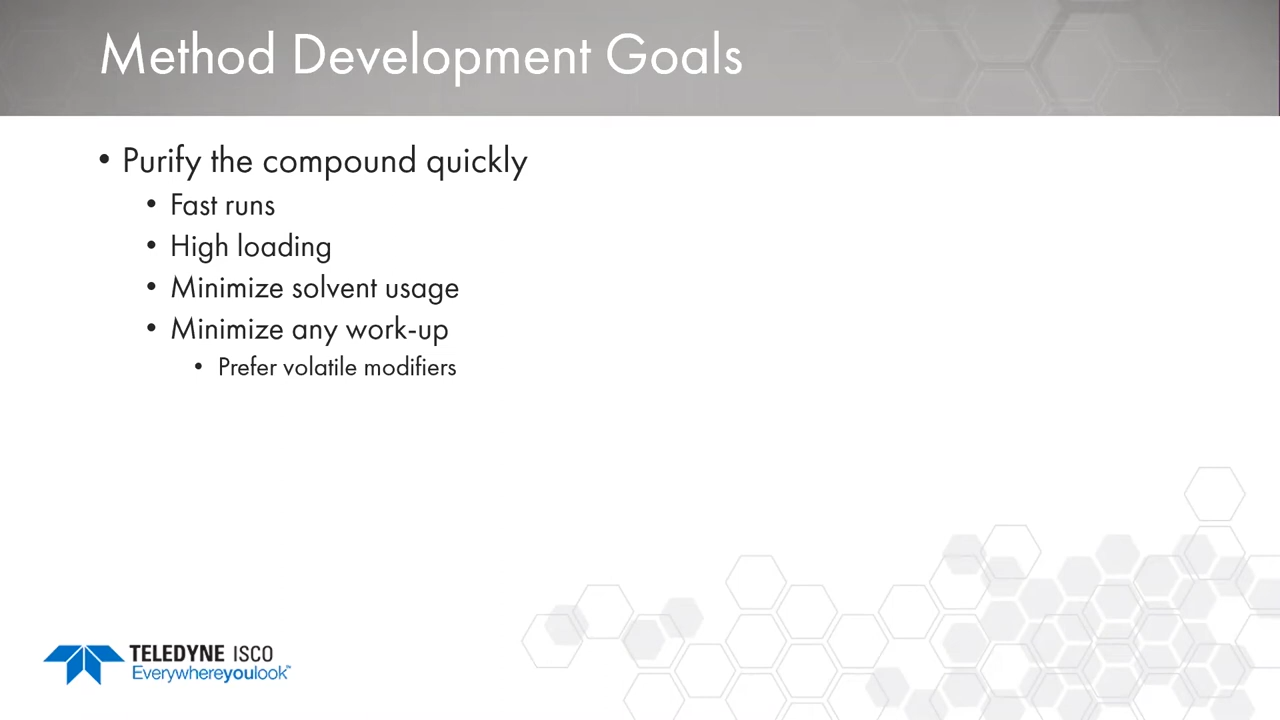 Method Development Goals
• Purify the compound quickly
• Fast runs
• High loading
• Minimize solvent usage
• Minimize any work-up
• Prefer volatile modifiers
TELEDYNE ISCO
Everywhereyoulook™